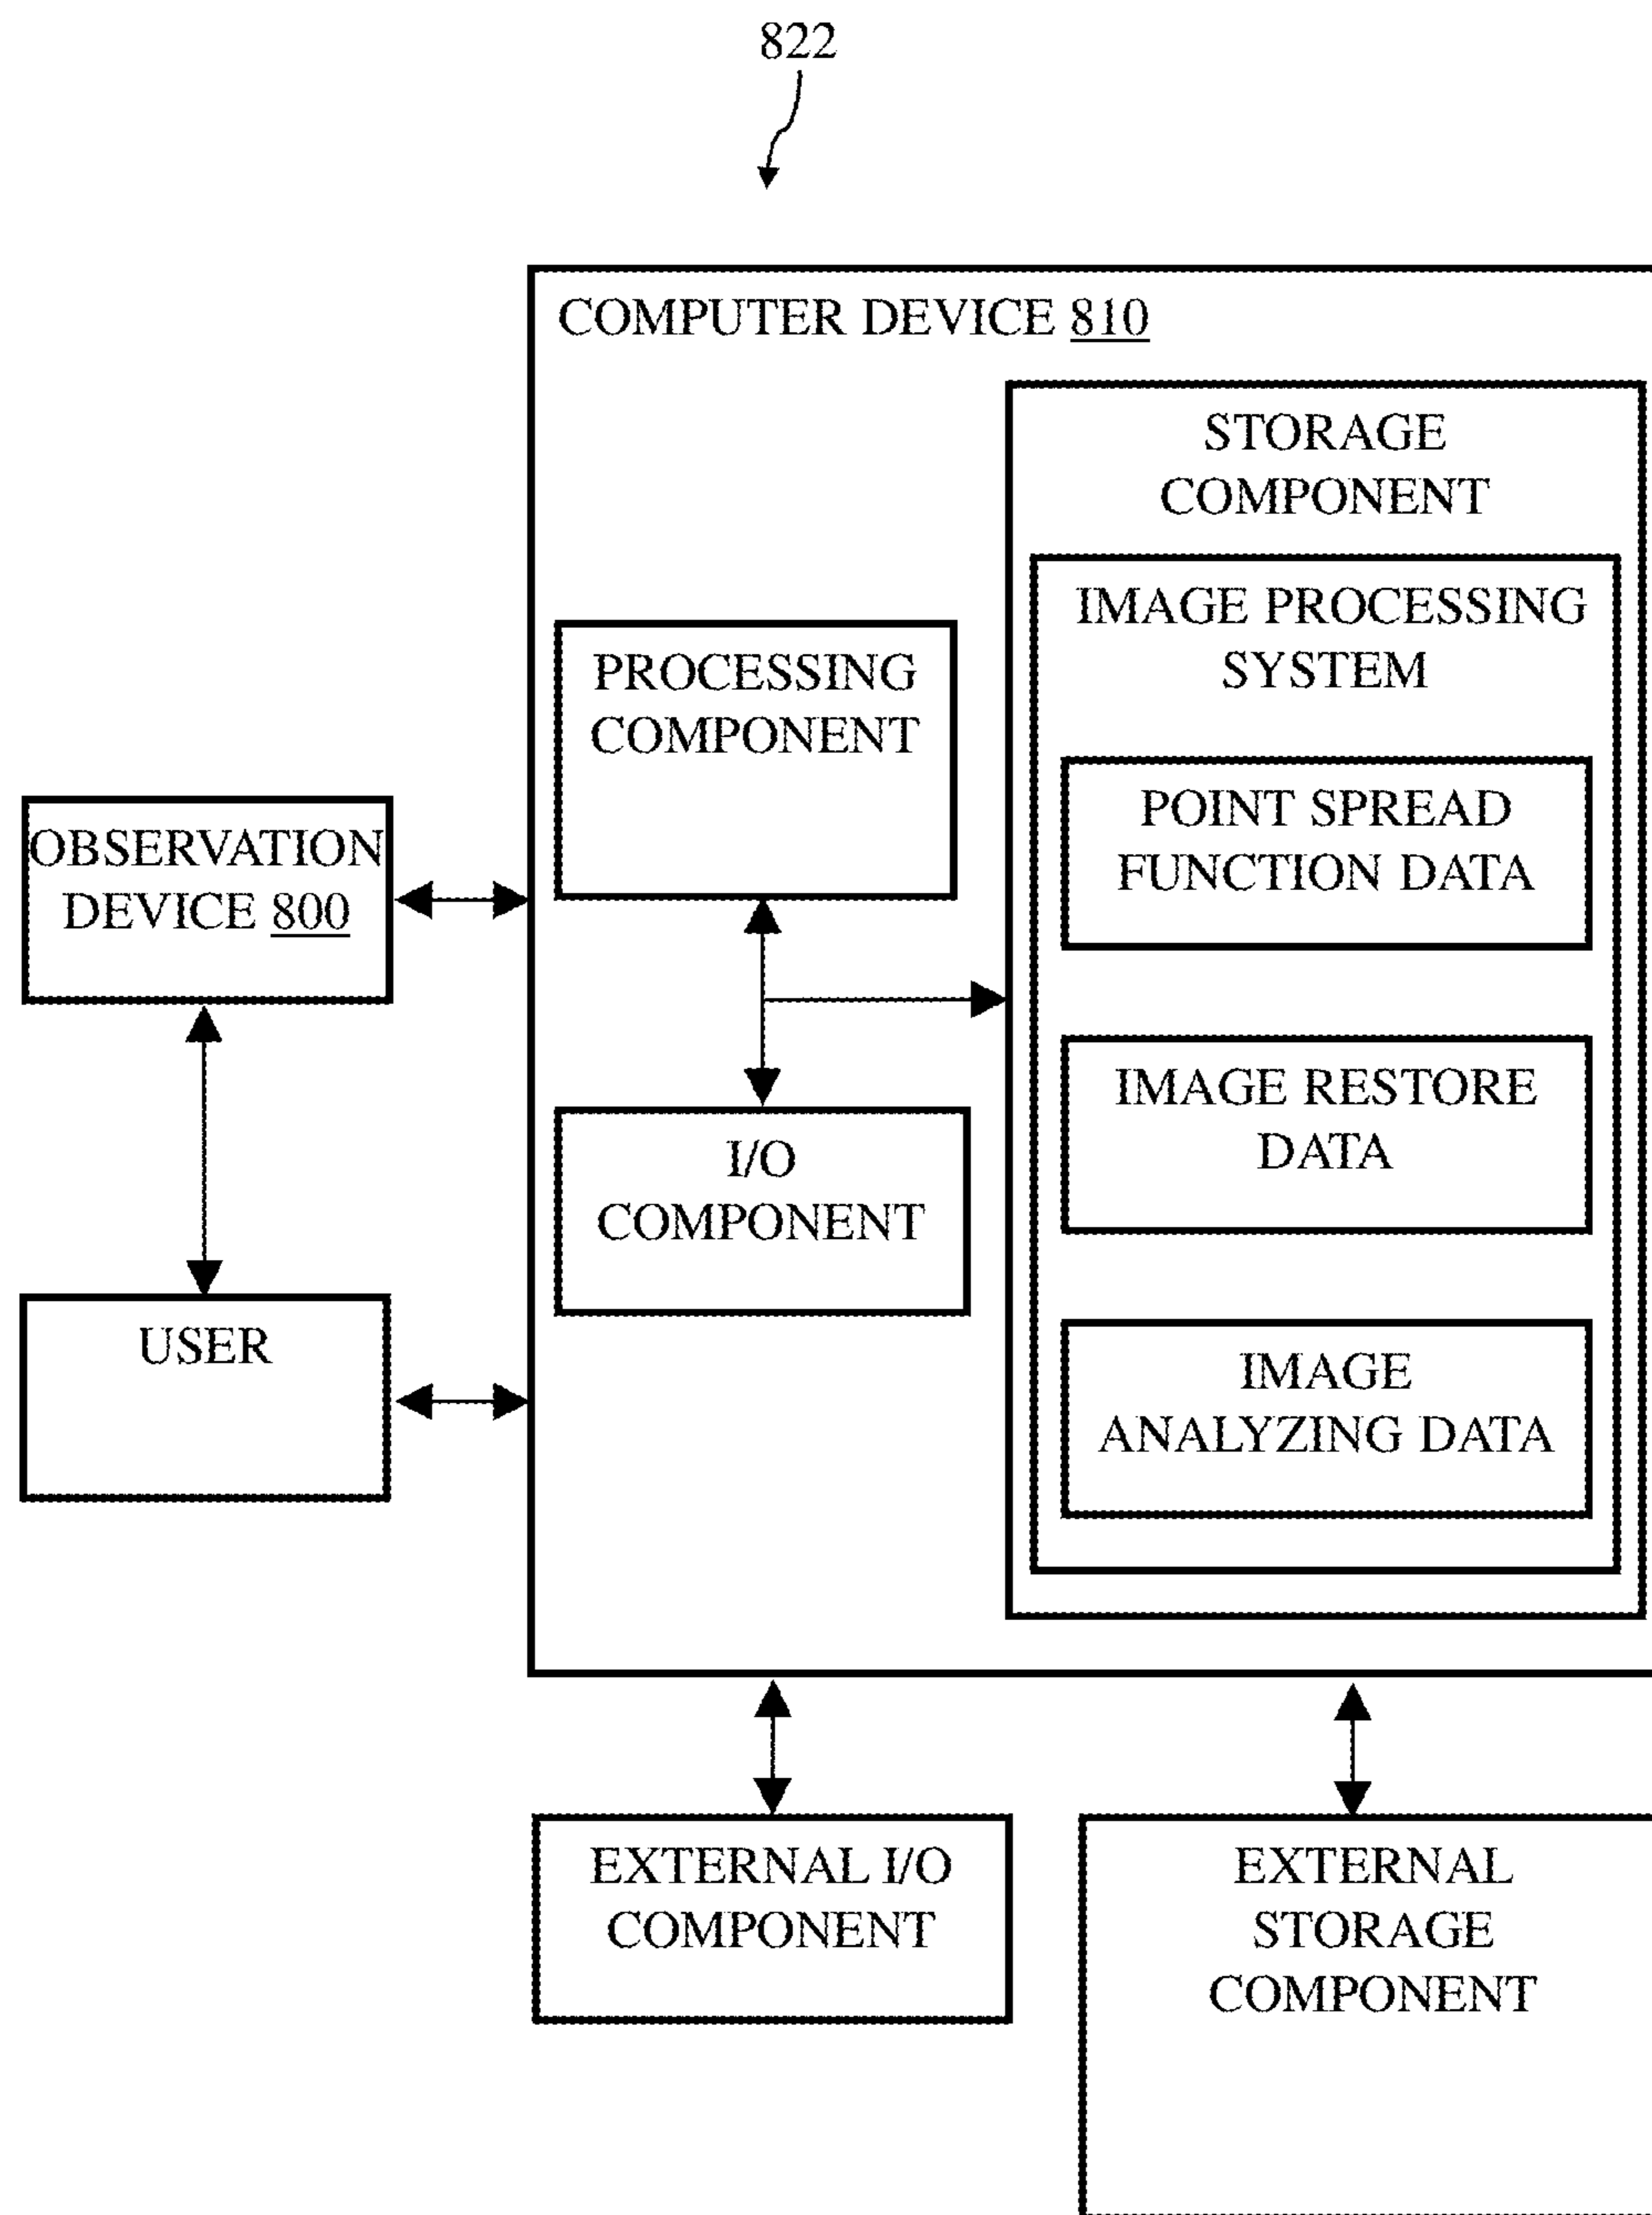 822
COMPUTER DEVICE 810
STORAGE
COMPONENT
IMAGE PROCESSING
SYSTEM
PROCESSING
COMPONENT
POINT SPREAD
FUNCTION DATA
OBSERVATION
DEVICE 800
IMAGE RESTORE
DATA
I/O
COMPONENT
USER
IMAGE
ANALYZING DATA
EXTERNAL I/O
COMPONENT
EXTERNAL
STORAGE
COMPONENT